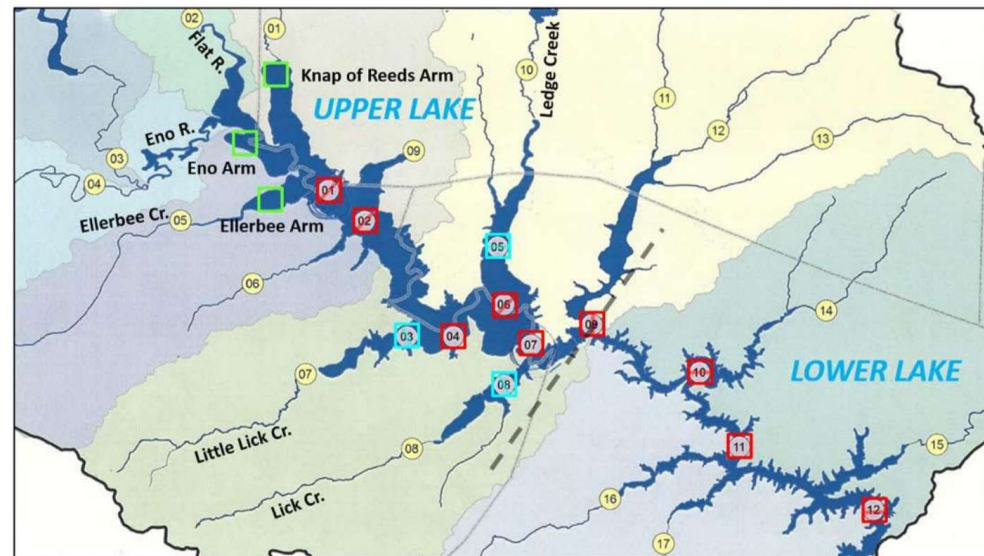 02
01
Flat R.
Knap of Reeds Arm
UPPER LAKE
10
Ledge Creek
11
12
13
Eno R.
03
04
Eno Arm
09
01
02
Ellerbee Cr.
05
Ellerbee Arm
05
06
06
03
04
07
09
14
07
08
10
LOWER LAKE
Little Lick Cr.
08
11
15
Lick Cr.
16
12
17